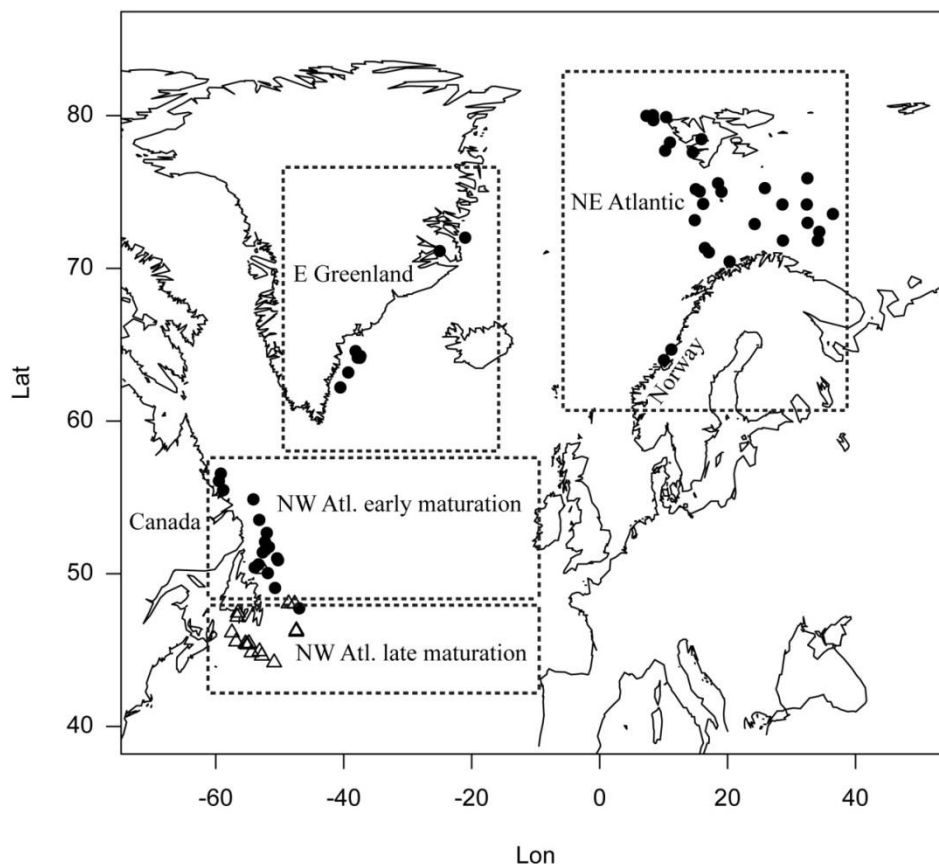 80
NE Atlantic
70
E Greenland
Norway
60
Lat
NW Atl. early maturation
Canada
50
NW Atl. late maturation
40
-60
-40
-20
0
20
40
Lon